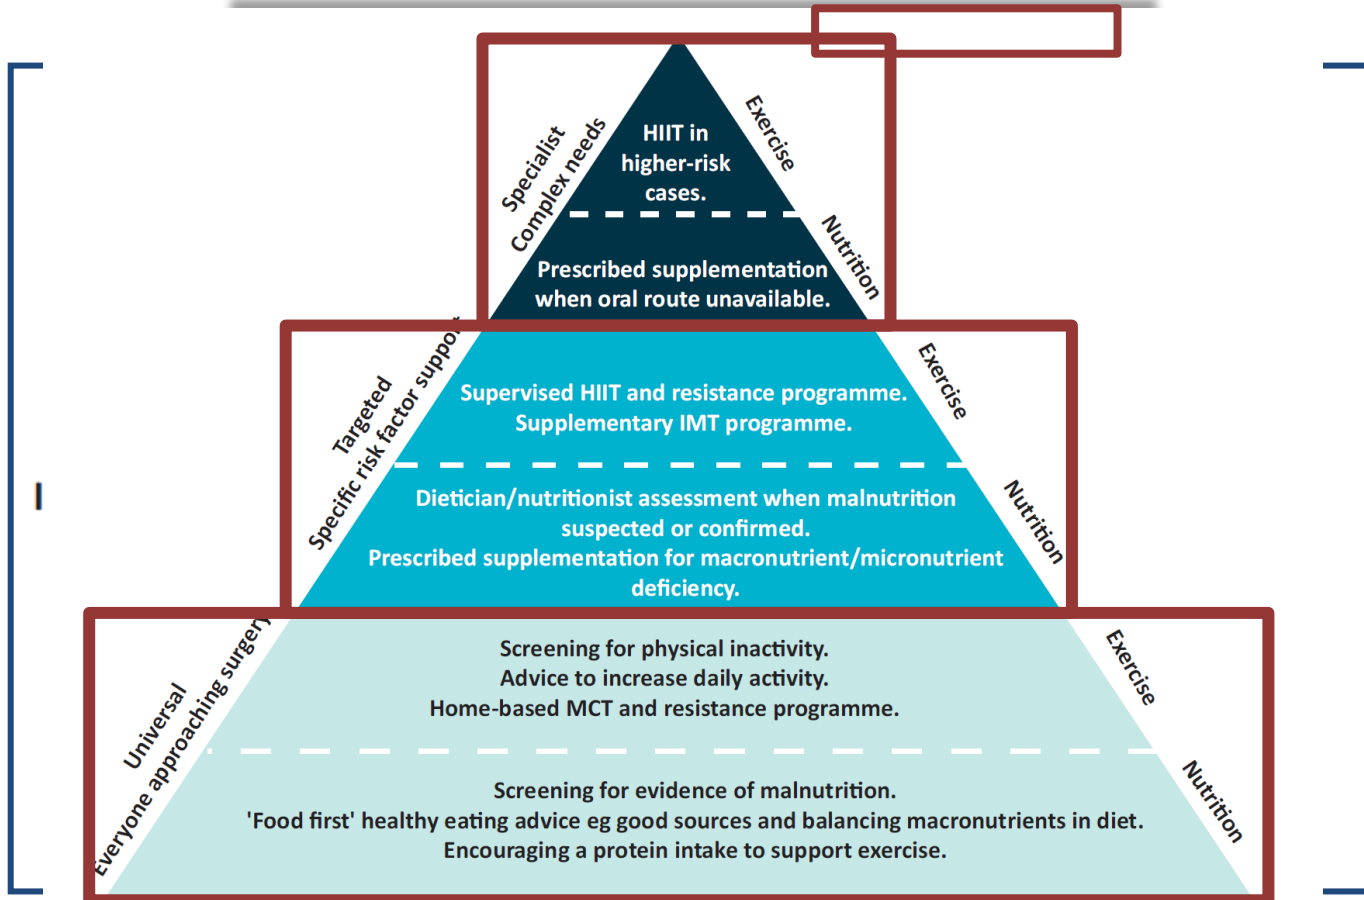 Specialist
Complex needs
HIIT in
higher-risk
cases.
Exercise
Prescribed supplementation
when oral route unavailable.
Nutrition
Targeted
Specific risk factor support
Supervised HIIT and resistance programme.
Supplementary IMT programme.
Exercise
Dietician/nutritionist assessment when malnutrition
suspected or confirmed.
Prescribed supplementation for macronutrient/micronutrient
deficiency.
Nutrition
Universal
Everyone approaching surgery
Screening for physical inactivity.
Advice to increase daily activity.
Home-based MCT and resistance programme.
Exercise
Screening for evidence of malnutrition.
'Food first' healthy eating advice eg good sources and balancing macronutrients in diet.
Encouraging a protein intake to support exercise.
Nutrition